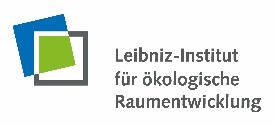 Leibniz-Institut
für ökologische
Raumentwicklung